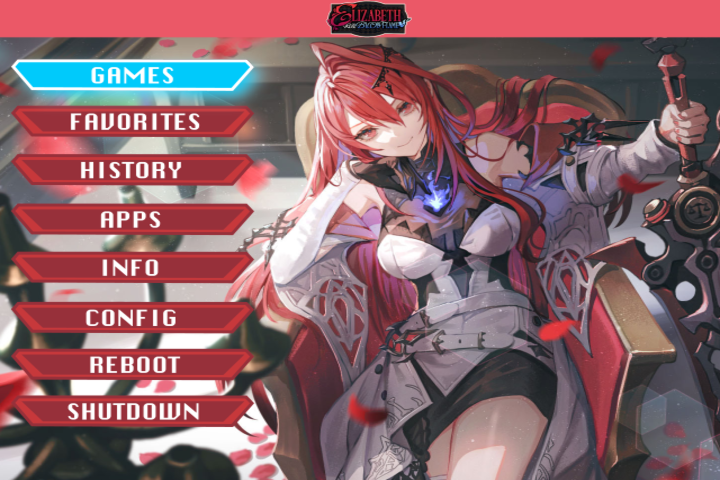 ELIZABETH
GAMES
FAVORITES
HISTORY
APPS
INFO
CONFIG
REBOOT
SHUTDOWN